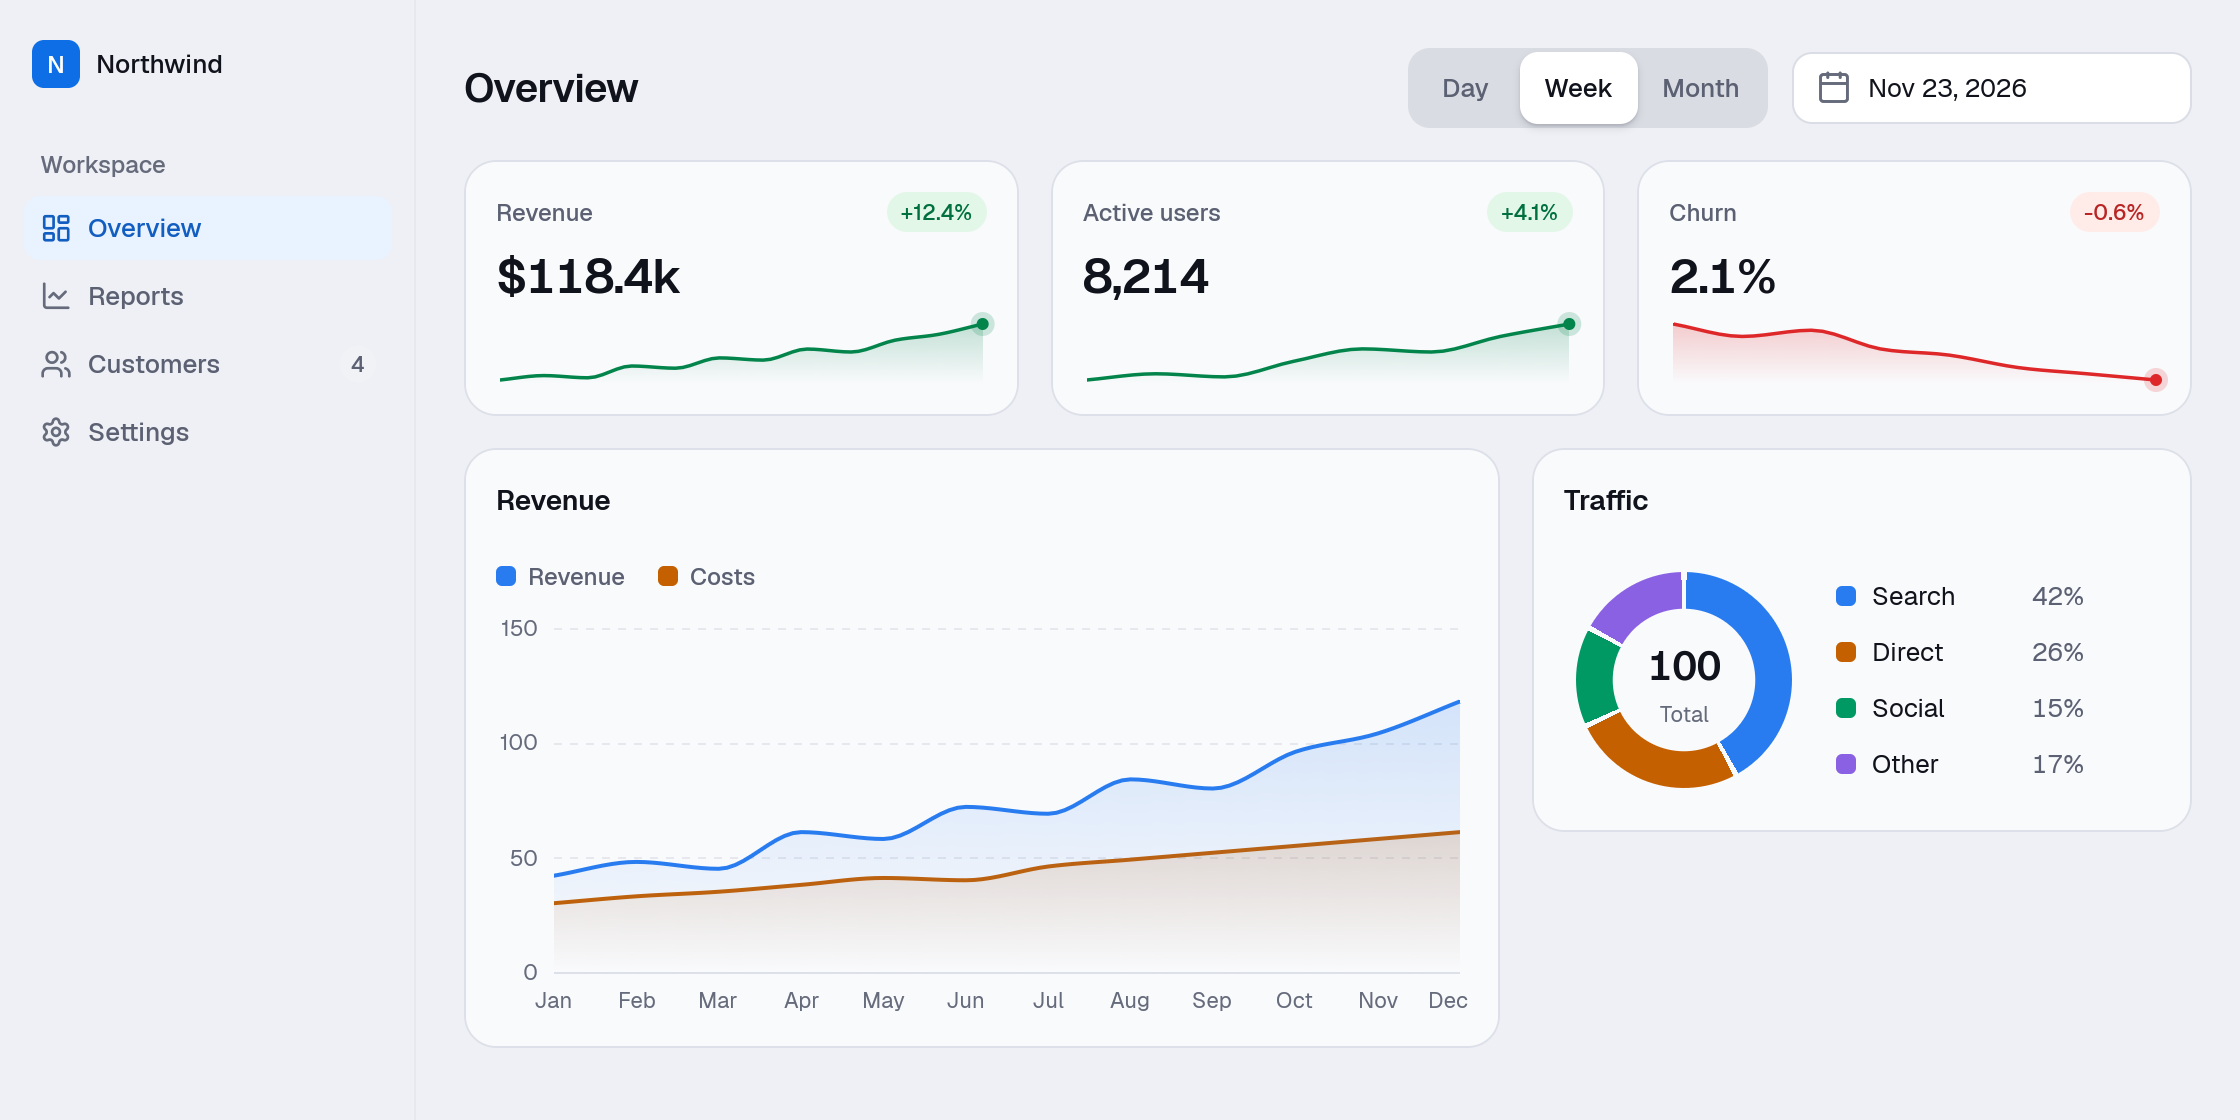 N Northwind
Workspace
Overview
Reports
Customers 4
Settings
Overview
Day Week Month
Nov 23, 2026
Revenue +12.4%
$118.4k
Active users +4.1%
8,214
Churn -0.6%
2.1%
Revenue
Revenue Costs
150
100
50
0
Jan Feb Mar Apr May Jun Jul Aug Sep Oct Nov Dec
Traffic
100
Total
Search 42%
Direct 26%
Social 15%
Other 17%